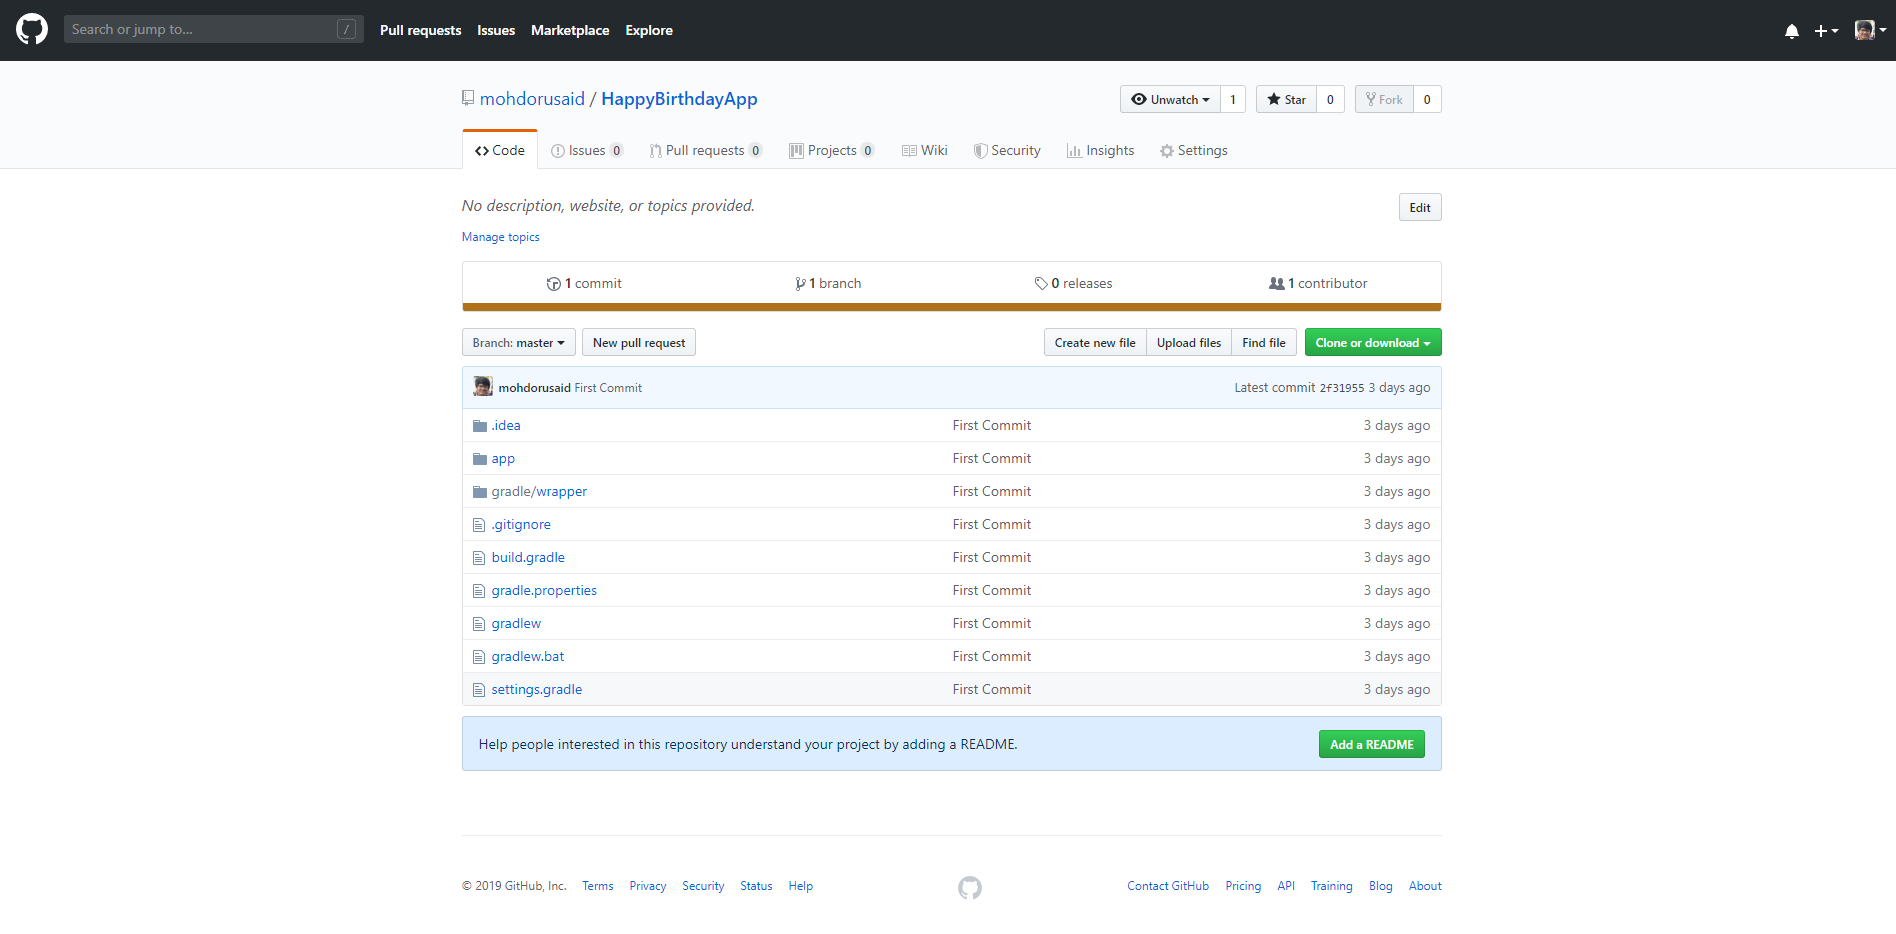 Search or jump to... / Pull requests Issues Marketplace Explore
mohdorusaid / HappyBirthdayApp Unwatch 1 Star 0 Fork 0
Code Issues 0 Pull requests 0 Projects 0 Wiki Security Insights Settings
No description, website, or topics provided. Edit
Manage topics
1 commit 1 branch 0 releases 1 contributor
Branch: master New pull request Create new file Upload files Find file Clone or download
mohdorusaid First Commit Latest commit 2f31955 3 days ago
.idea First Commit 3 days ago
app First Commit 3 days ago
gradle/wrapper First Commit 3 days ago
.gitignore First Commit 3 days ago
build.gradle First Commit 3 days ago
gradle.properties First Commit 3 days ago
gradlew First Commit 3 days ago
gradlew.bat First Commit 3 days ago
settings.gradle First Commit 3 days ago
Help people interested in this repository understand your project by adding a README. Add a README
© 2019 GitHub, Inc. Terms Privacy Security Status Help Contact GitHub Pricing API Training Blog About